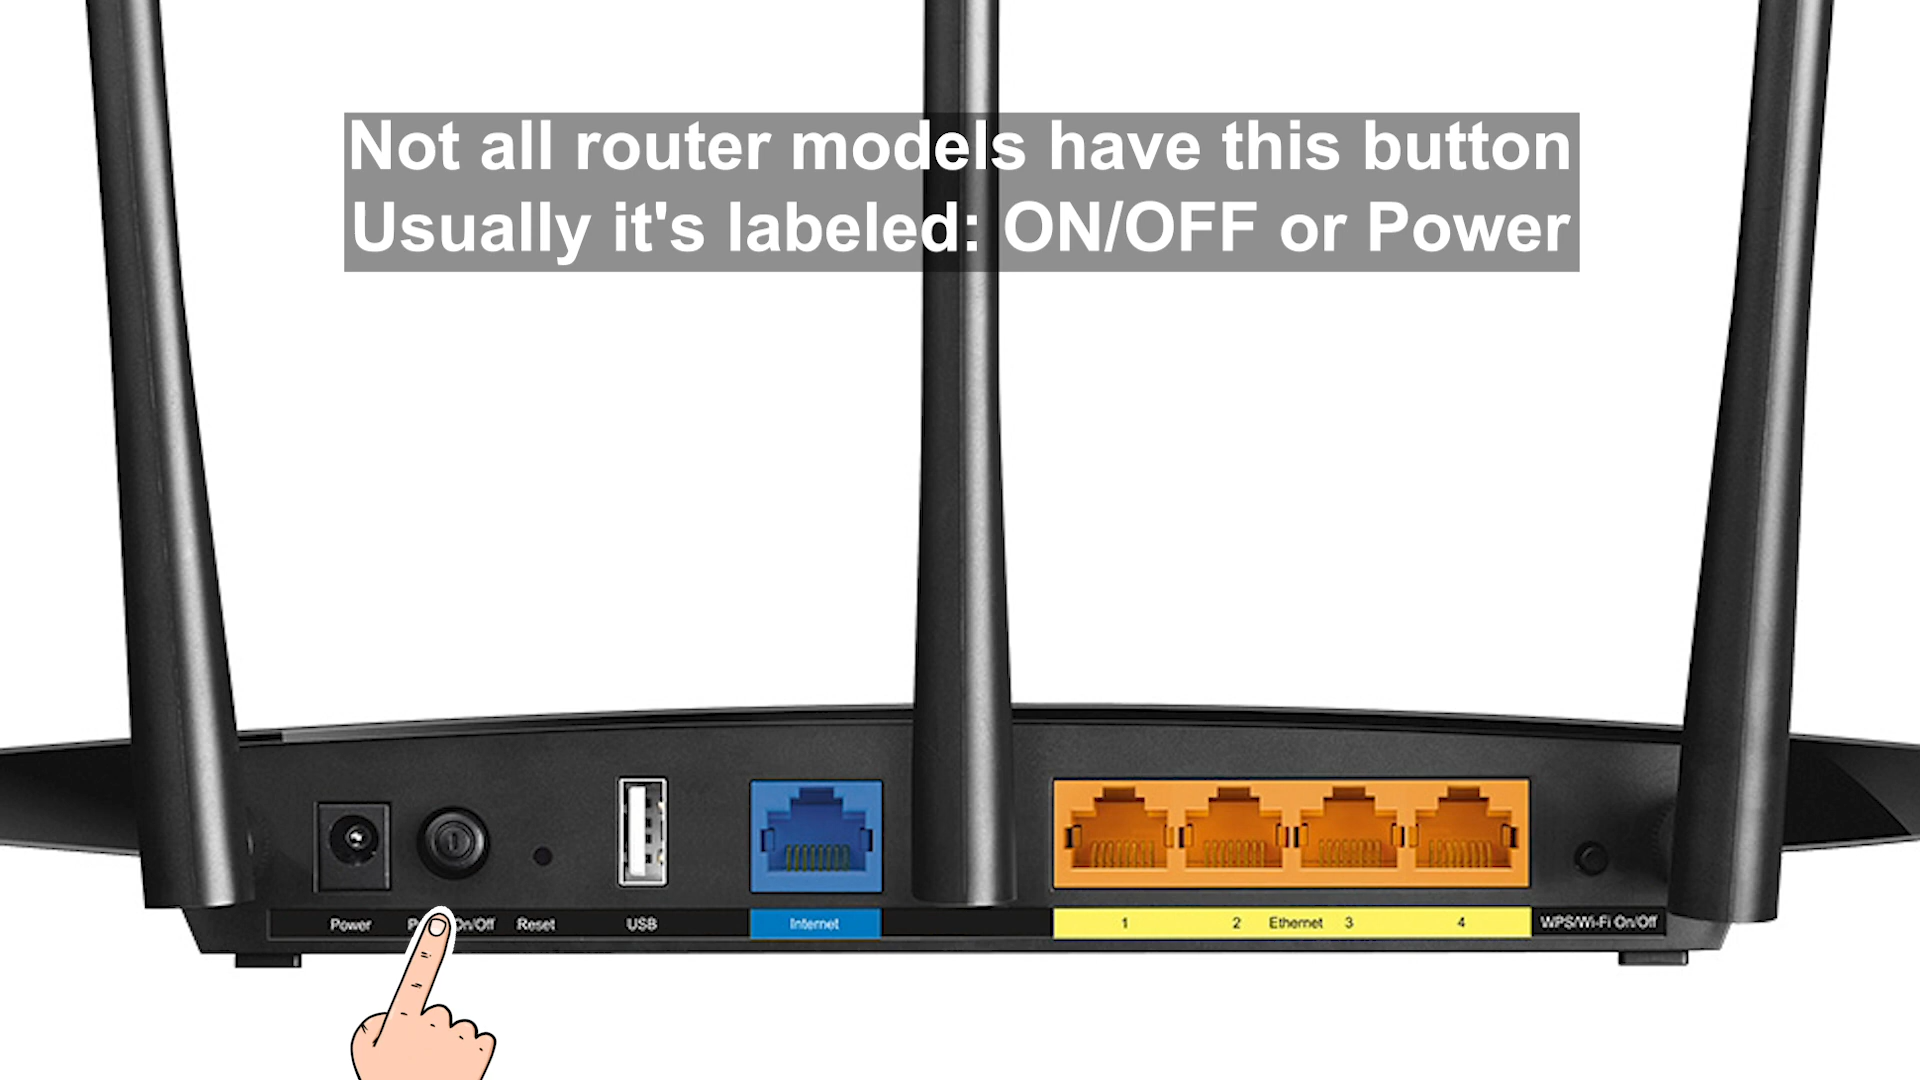 Not all router models have this button
Usually it's labeled: ON/OFF or Power
Power On/Off Reset USB Internet 1 2 Ethernet 3 4 WPS/Wi-Fi On/Off